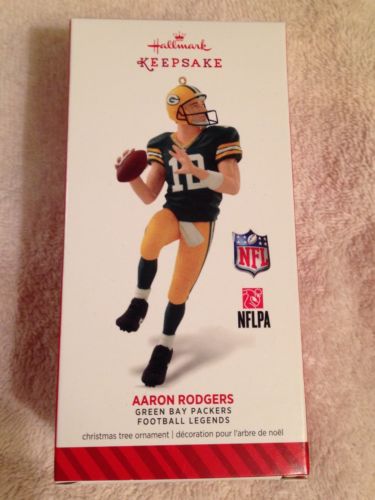 Hallmark
KEEPSAKE
G
12
NFL
NFLPA
AARON RODGERS
GREEN BAY PACKERS
FOOTBALL LEGENDS
christmas tree ornament | décoration pour l'arbre de noël